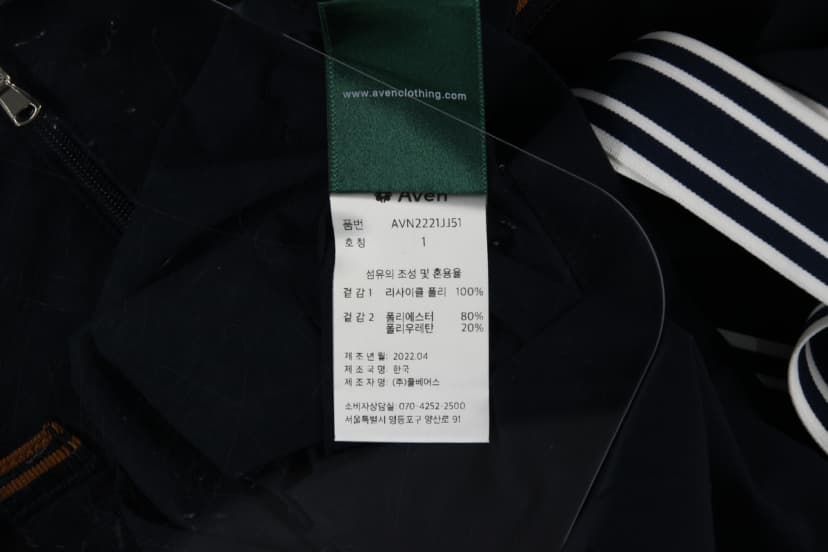 www.avenclothing.com
Aven
품번 AVN2221JJ51
호칭 1
섬유의 조성 및 혼용율
겉감1 리사이클 폴리 100%
겉감2 폴리에스터 80%
폴리우레탄 20%
제조년월: 2022.04
제조국명: 한국
제조자명: (주)풀베어스
소비자상담실: 070-4252-2500
서울특별시 영등포구 양산로 91